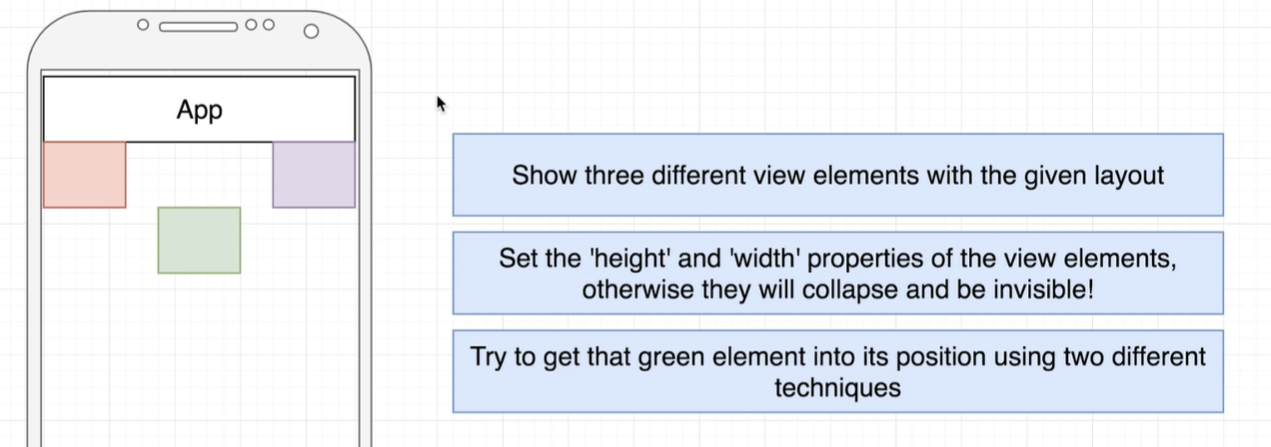 App
Show three different view elements with the given layout
Set the 'height' and 'width' properties of the view elements,
otherwise they will collapse and be invisible!
Try to get that green element into its position using two different
techniques